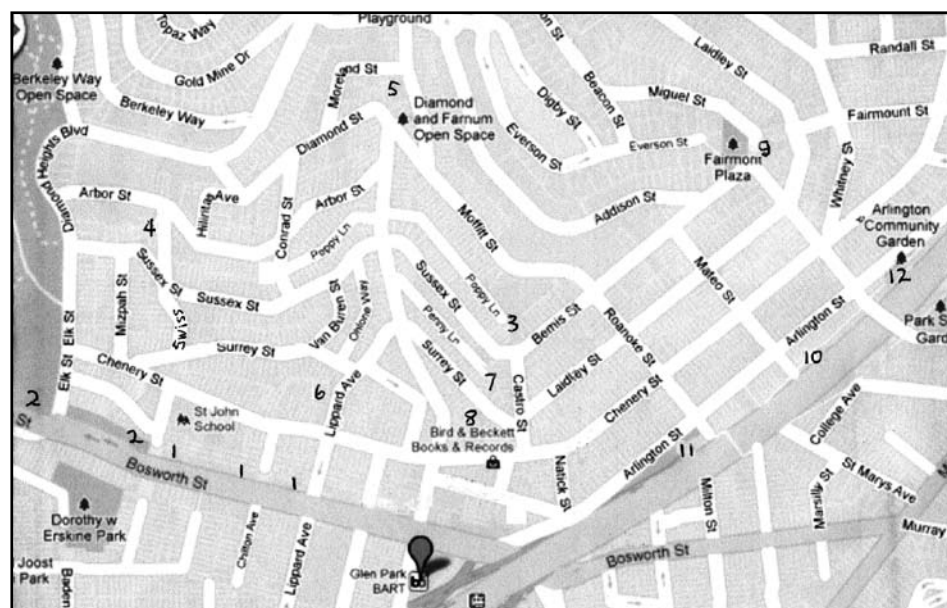 Topaz Way
Playground
Laidley St
Randall St
Gold Mine Dr
Moreland St
Beacon St
Digby St
Miguel St
Berkeley Way
Open Space
Berkeley Way
5
Diamond
and Farnum
Open Space
Everson St
Everson St
Fairmount St
9
Fairmont
Plaza
Diamond Heights Blvd
Diamond St
Whitney St
Arbor St
Arbor St
Conrad St
Addison St
Arlington
Community
Garden
12
4
Moffitt St
Poppy Ln
Poppy Ln
Mateo St
Sussex St
Sussex St
Sussex St
Swiss
Mizpah St
Van Buren St
Ohlone Way
Penny Ln
3
Bemis St
Roanoke St
Arlington St
Park S
Gard
Elk St
Elk St
Surrey St
Surrey St
Chenery St
Chenery St
Laidley St
10
6
7
Castro St
Lippard Ave
2
St
St John
School
8
Bird & Beckett
Books & Records
College Ave
2
1
1
1
Bosworth St
Natick St
Arlington St
11
St Marys Ave
Milton St
Marsily St
Dorothy w
Erskine Park
Chilton Ave
Lippard Ave
Murray
Bosworth St
Joost
Park
Baden
Glen Park
BART